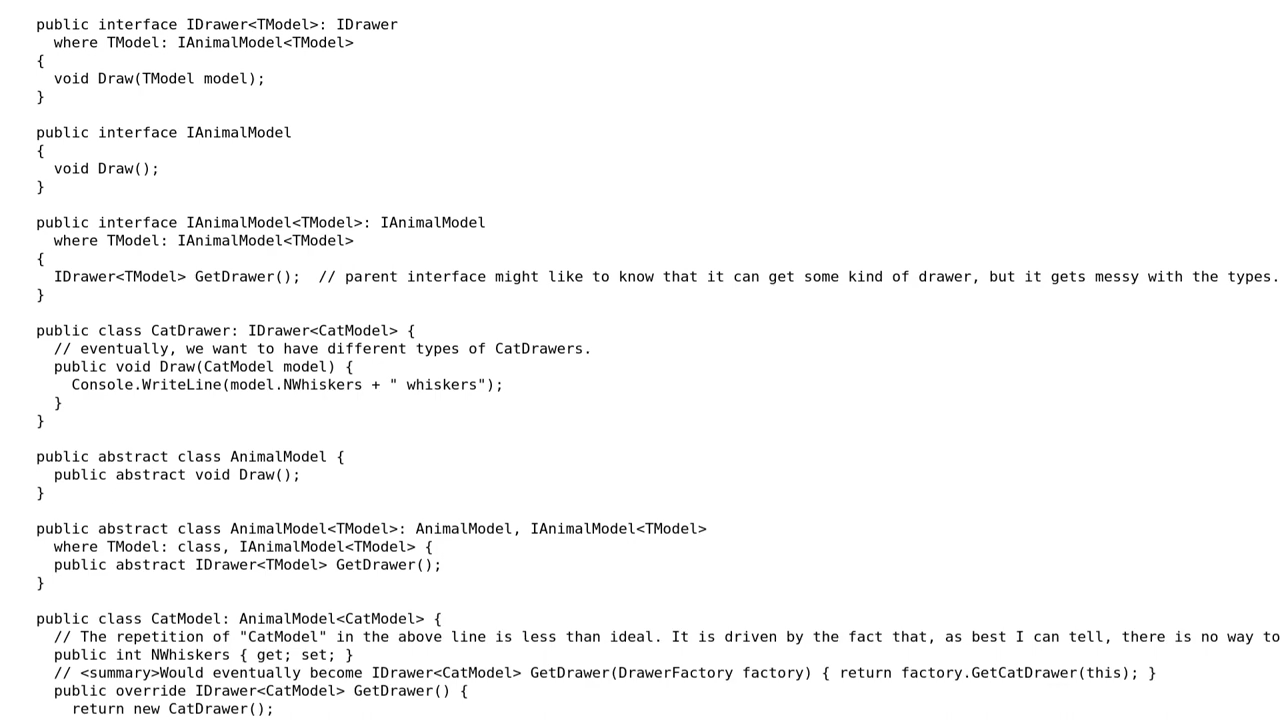 public interface IDrawer<TModel>: IDrawer
where TModel: IAnimalModel<TModel>
{
void Draw(TModel model);
}
public interface IAnimalModel
{
void Draw();
}
public interface IAnimalModel<TModel>: IAnimalModel
where TModel: IAnimalModel<TModel>
{
IDrawer<TModel> GetDrawer();  // parent interface might like to know that it can get some kind of drawer, but it gets messy with the types.
}
public class CatDrawer: IDrawer<CatModel> {
// eventually, we want to have different types of CatDrawers.
public void Draw(CatModel model) {
Console.WriteLine(model.NWhiskers + " whiskers");
}
}
public abstract class AnimalModel {
public abstract void Draw();
}
public abstract class AnimalModel<TModel>: AnimalModel, IAnimalModel<TModel>
where TModel: class, IAnimalModel<TModel> {
public abstract IDrawer<TModel> GetDrawer();
}
public class CatModel: AnimalModel<CatModel> {
// The repetition of "CatModel" in the above line is less than ideal. It is driven by the fact that, as best I can tell, there is no way to
public int NWhiskers { get; set; }
// <summary>Would eventually become IDrawer<CatModel> GetDrawer(DrawerFactory factory) { return factory.GetCatDrawer(this); }
public override IDrawer<CatModel> GetDrawer() {
return new CatDrawer();